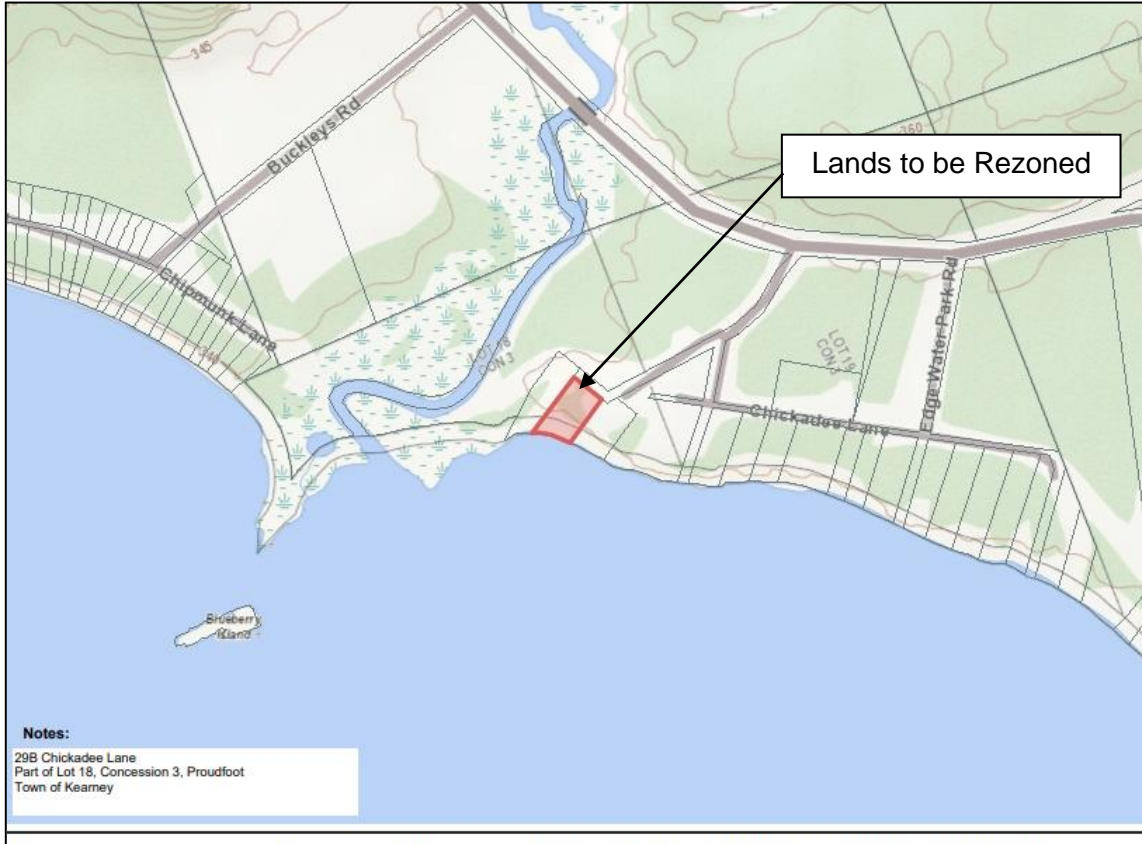 345
Buckleys Rd
360
Lands to be Rezoned
Chipmunk Lane
340
LOT 18
CON 3
LOT 19
CON 3
Edge Water Park Rd
Chickadee Lane
Blueberry
Island
Notes:
29B Chickadee Lane
Part of Lot 18, Concession 3, Proudfoot
Town of Kearney